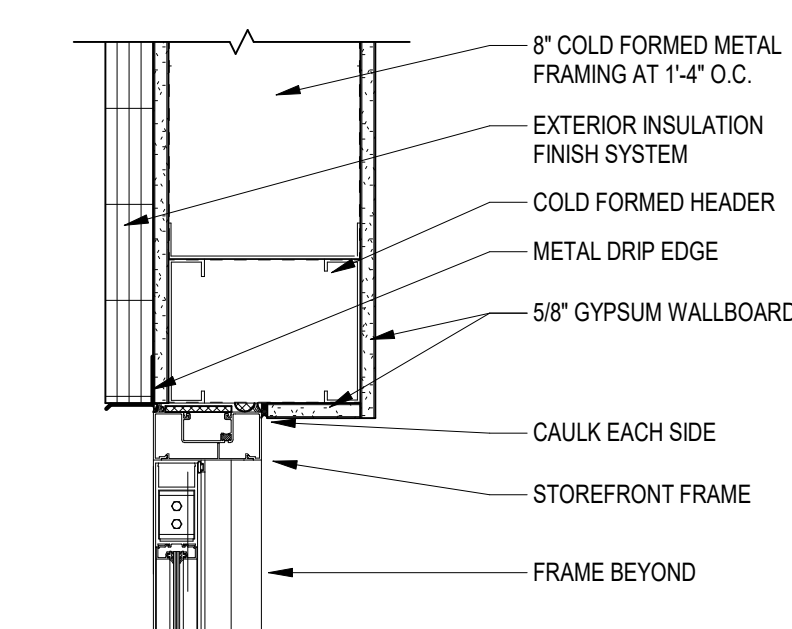 8" COLD FORMED METAL
FRAMING AT 1'-4" O.C.
EXTERIOR INSULATION
FINISH SYSTEM
COLD FORMED HEADER
METAL DRIP EDGE
5/8" GYPSUM WALLBOARD
CAULK EACH SIDE
STOREFRONT FRAME
FRAME BEYOND